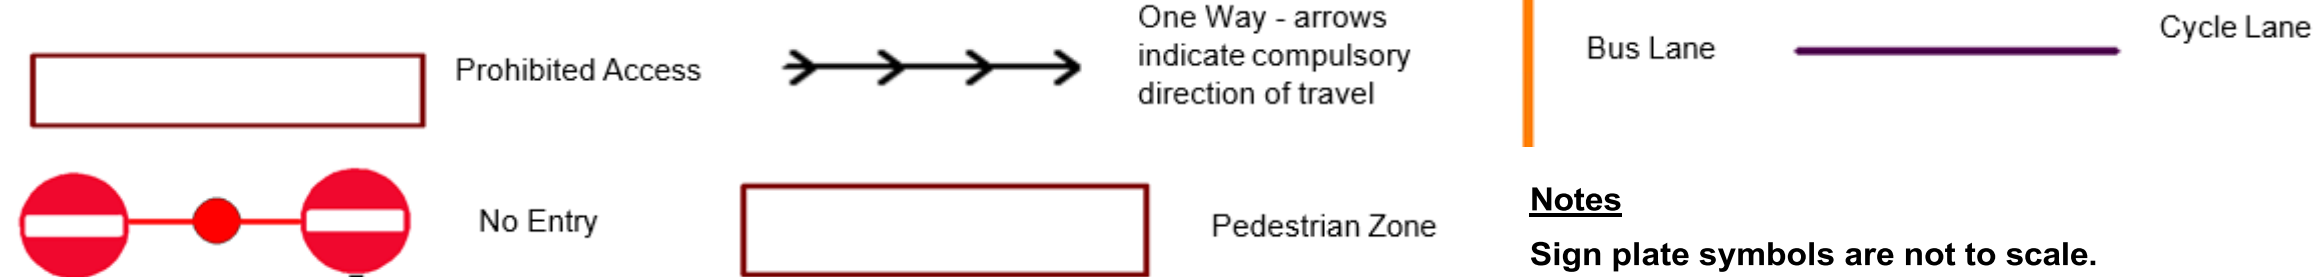 Prohibited Access
One Way - arrows
indicate compulsory
direction of travel
Bus Lane
Cycle Lane
No Entry
Pedestrian Zone
Notes
Sign plate symbols are not to scale.